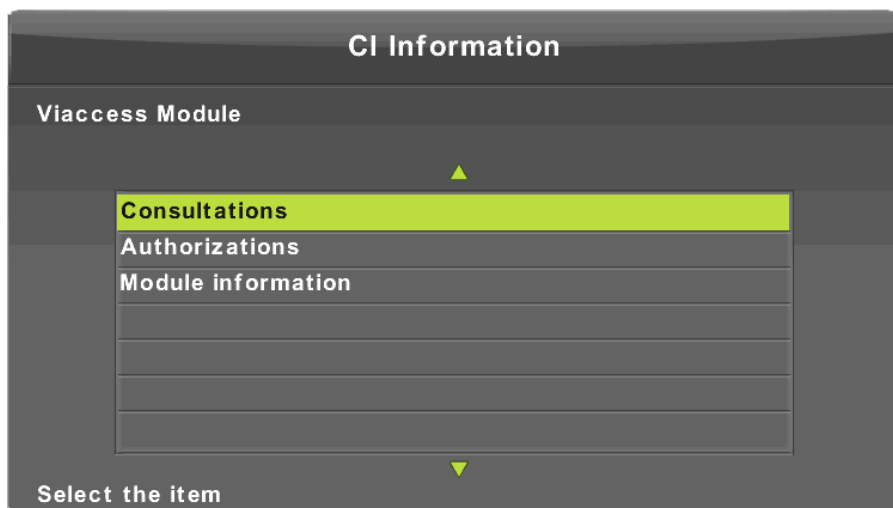 CI Information
Viaccess Module
Consultations
Authorizations
Module information
Select the item